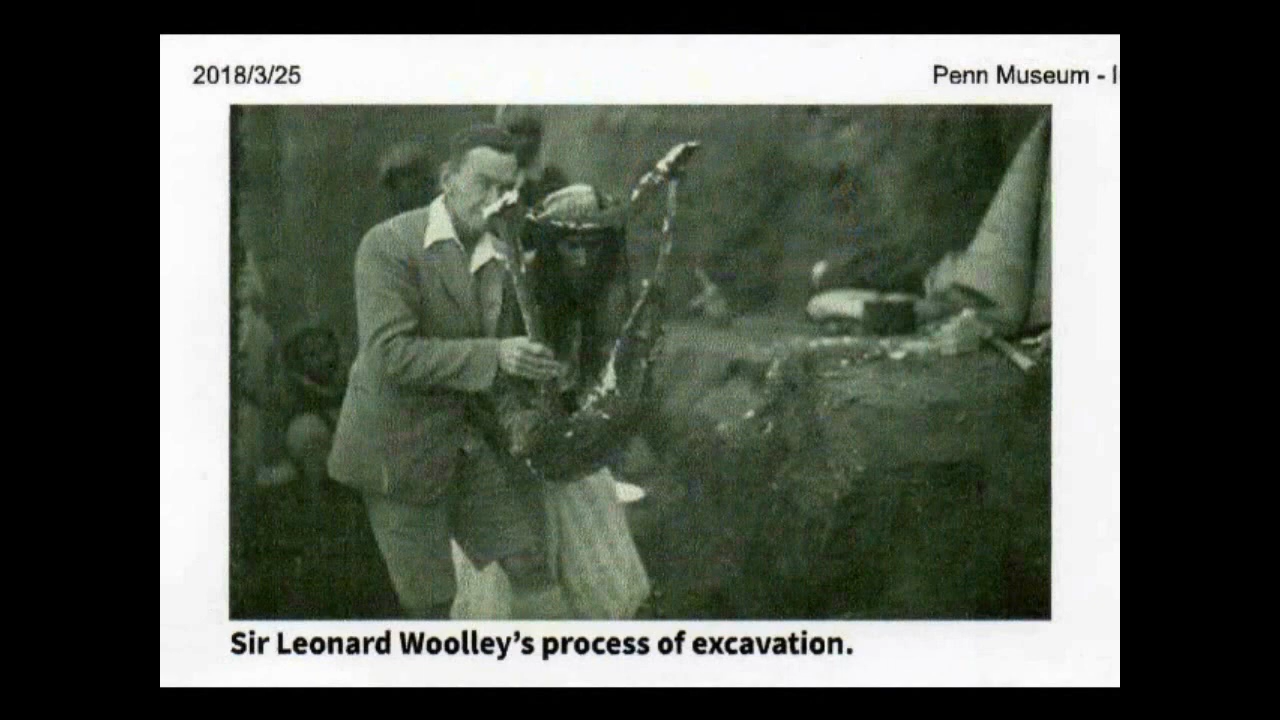 2018/3/25
Penn Museum -
Sir Leonard Woolley's process of excavation.